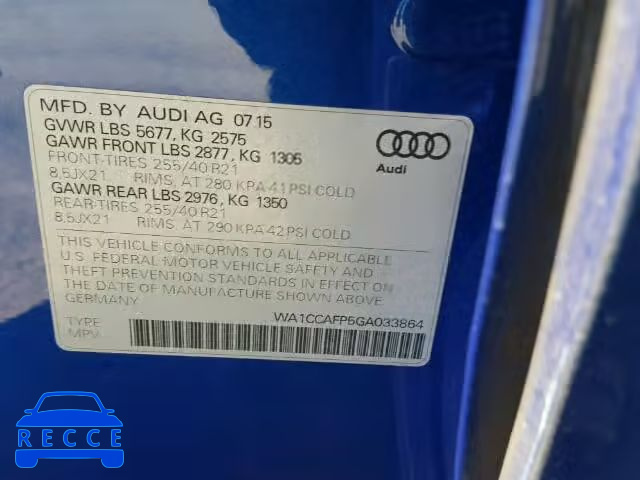 MFD. BY AUDI AG 07.15
GVWR LBS 5677, KG 2575
GAWR FRONT LBS 2877, KG 1305
FRONT-TIRES 255/40 R21
8,5JX21 RIMS, AT 280 KPA 41 PSI COLD
GAWR REAR LBS 2976, KG 1350
REAR-TIRES 255/40 R21
8,5JX21 RIMS, AT 290 KPA 42 PSI COLD
THIS VEHICLE CONFORMS TO ALL APPLICABLE
U.S. FEDERAL-MOTOR VEHICLE SAFETY AND
THEFT PREVENTION STANDARDS IN EFFECT ON
THE DATE OF MANUFACTURE SHOWN ABOVE.
GERMANY
WA1CCAFP5GA033864
TYPE:
MPV
Audi
RECCE